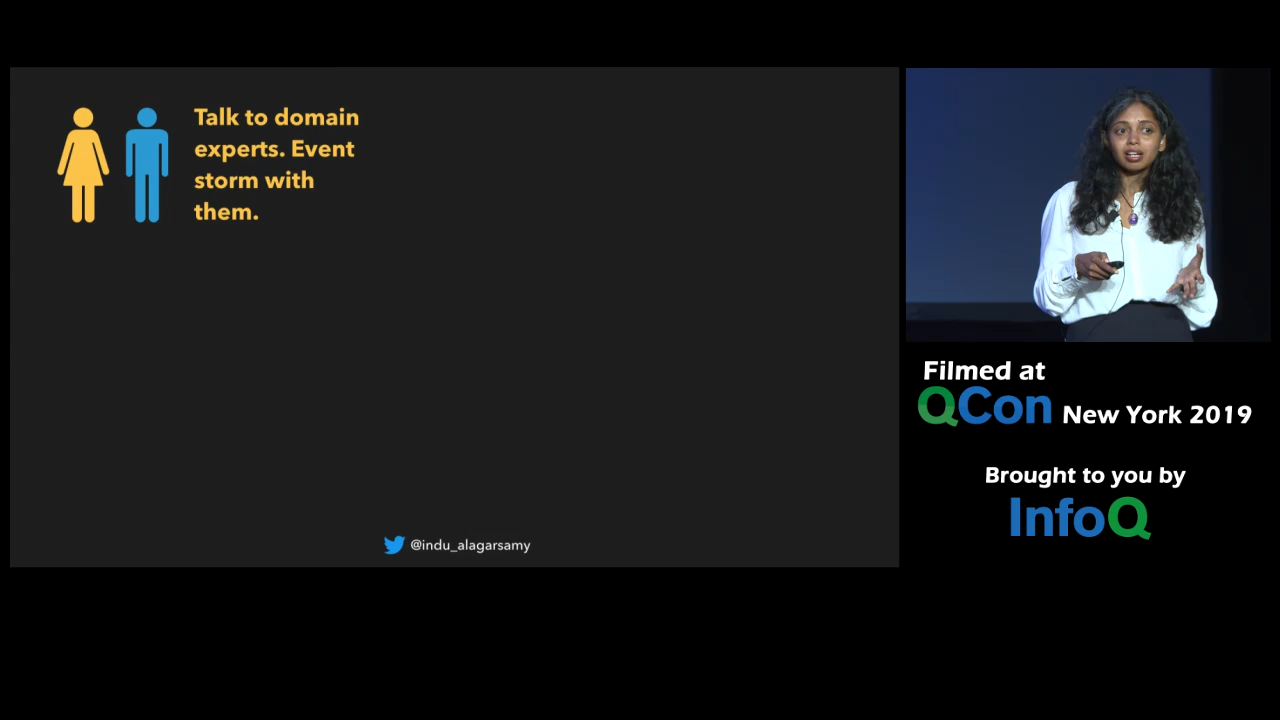 Talk to domain
experts. Event
storm with
them.
@indu_alagarsamy
Filmed at
QCon New York 2019
Brought to you by
InfoQ